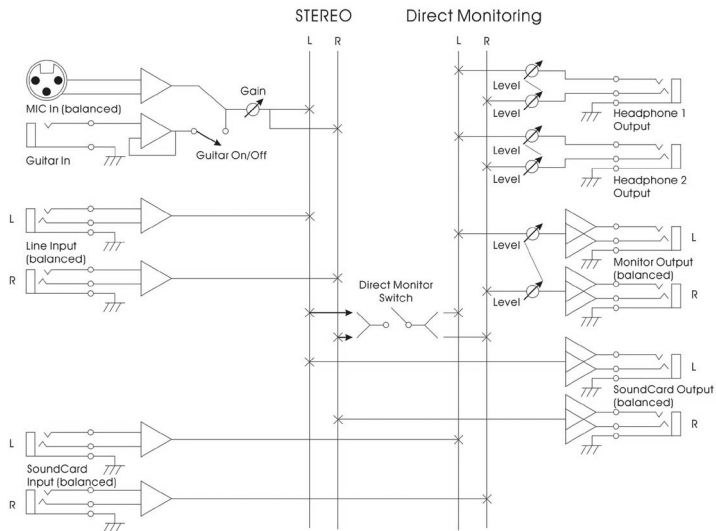 STEREO
Direct Monitoring
L R
L R
MIC In (balanced)
Gain
Guitar In
Guitar On/Off
Level
Level
Headphone 1
Output
Level
Level
Headphone 2
Output
L
Line Input
(balanced)
R
Level
L
Monitor Output
(balanced)
Level
R
Direct Monitor
Switch
L
SoundCard Output
(balanced)
R
L
SoundCard
Input (balanced)
R